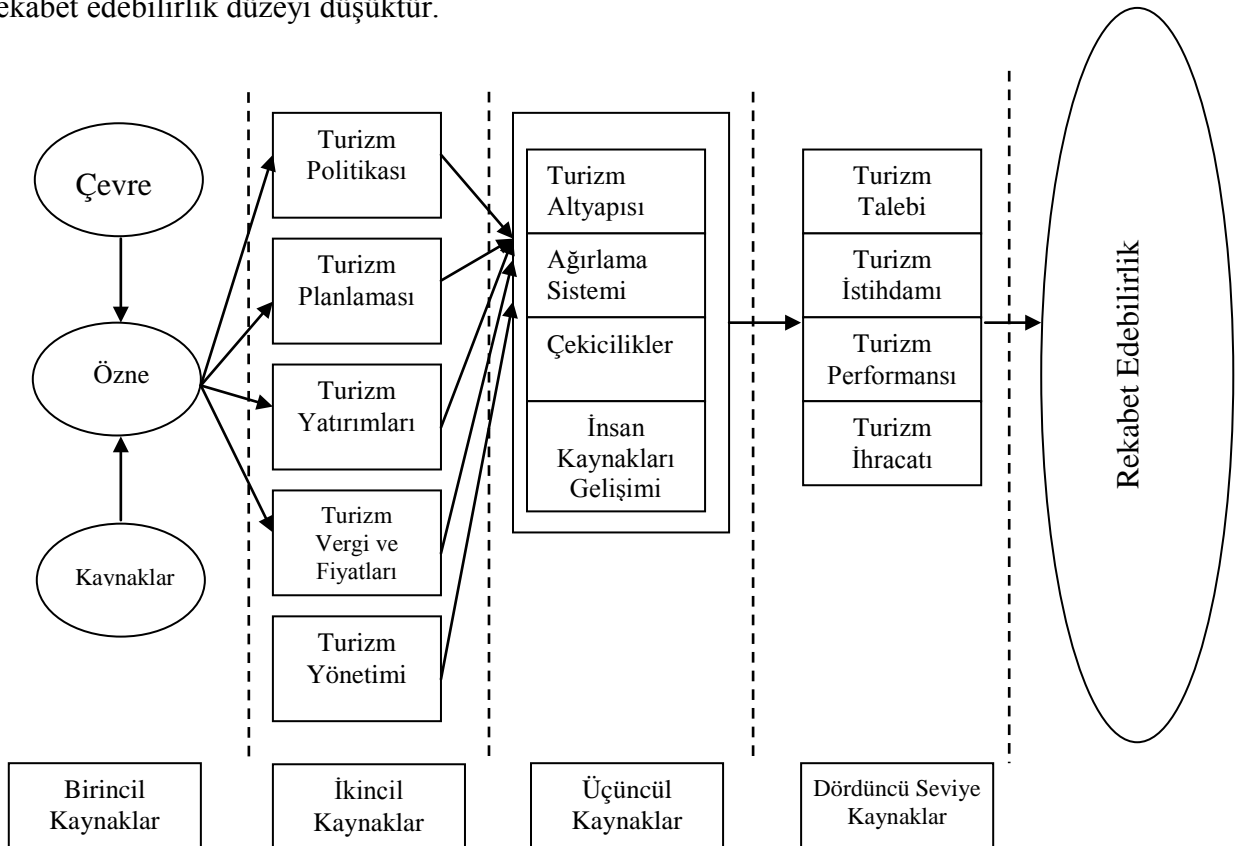 ekabet edebilirlik düzeyi düşüktür.
Çevre
Özne
Kaynaklar
Turizm
Politikası
Turizm
Planlaması
Turizm
Yatırımları
Turizm
Vergi ve
Fiyatları
Turizm
Yönetimi
Turizm
Altyapısı
Ağırlama
Sistemi
Çekicilikler
İnsan
Kaynakları
Gelişimi
Turizm
Talebi
Turizm
İstihdamı
Turizm
Performansı
Turizm
İhracatı
Rekabet Edebilirlik
Birincil
Kaynaklar
İkincil
Kaynaklar
Üçüncül
Kaynaklar
Dördüncü Seviye
Kaynaklar